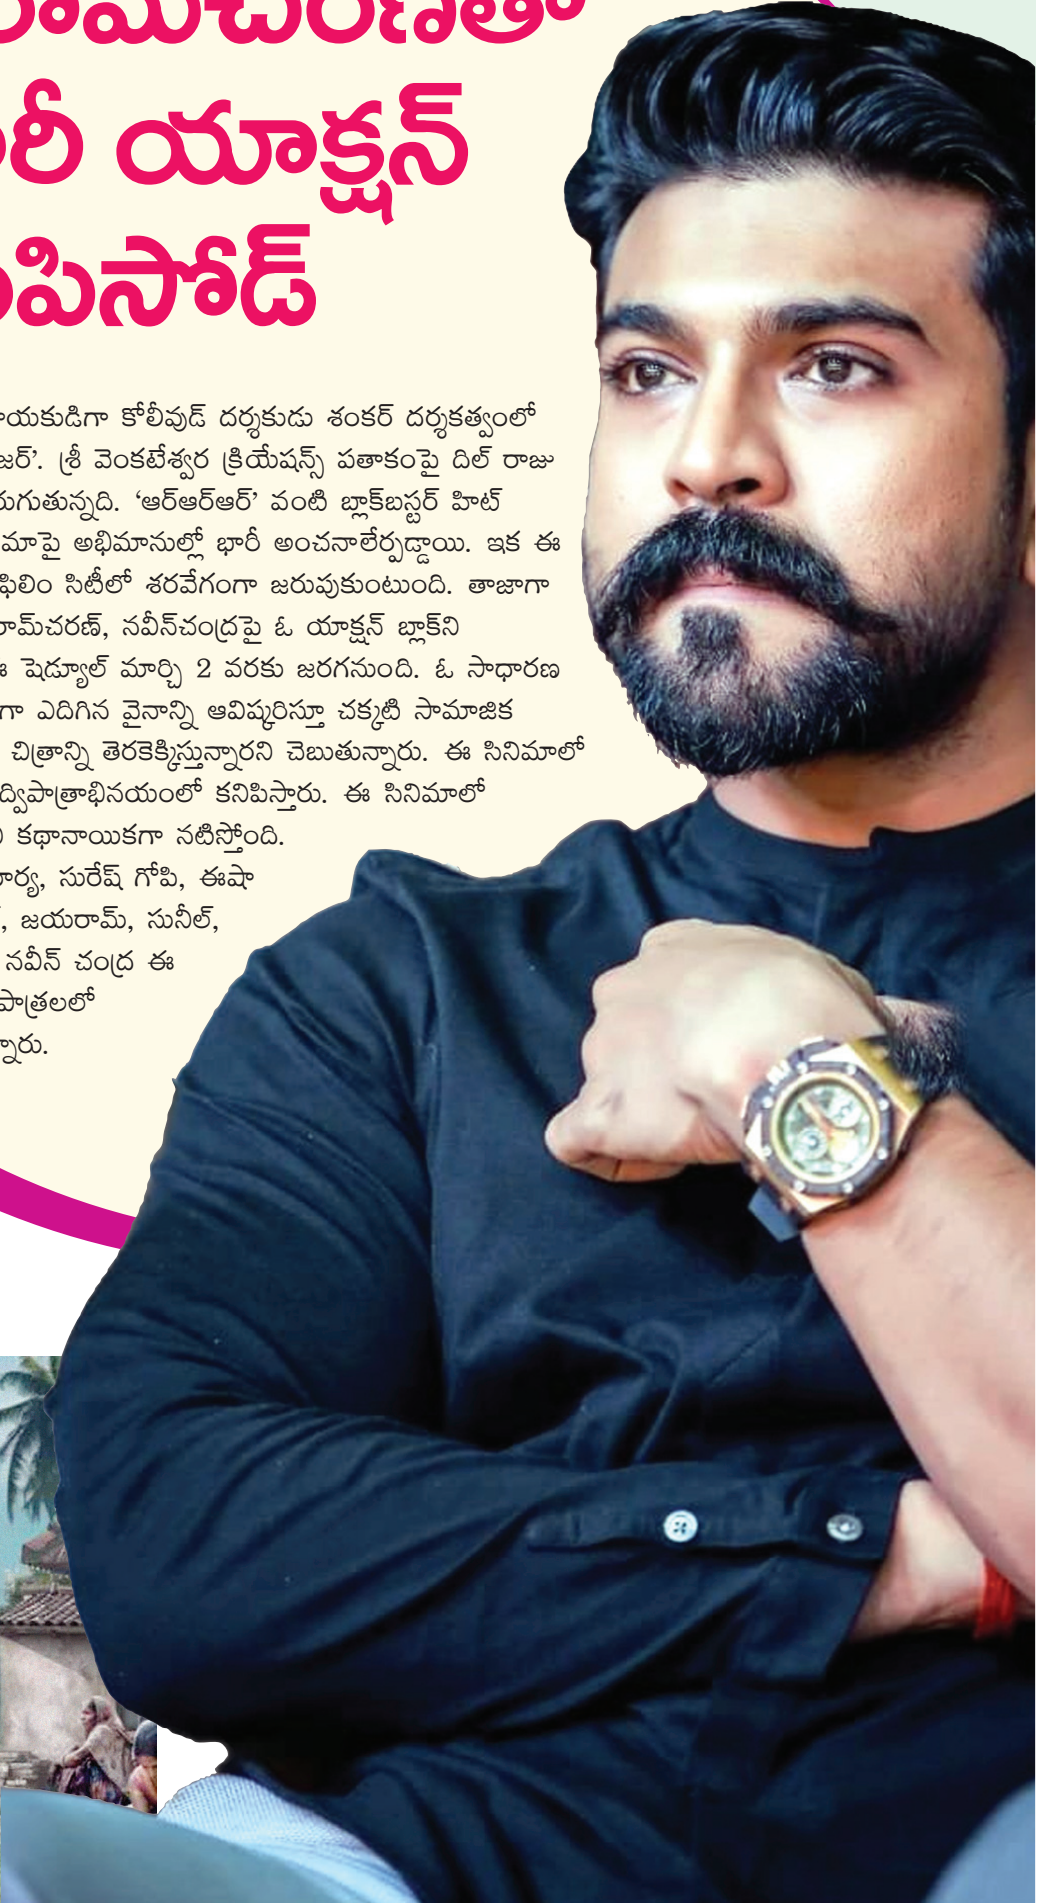 రామ్‌చరణ్‌తో
రీ యాక్షన్
పిసోడ్
ాయకుడిగా కోలీవుడ్ దర్శకుడు శంకర్ దర్శకత్వంలో
జర్’. శ్రీ వెంకటేశ్వర క్రియేషన్స్ పతాకంపై దిల్ రాజు
రుగుతున్నది. ‘ఆర్ఆర్ఆర్’ వంటి బ్లాక్‌బస్టర్ హిట్
మాపై అభిమానుల్లో భారీ అంచనాలేర్పడ్డాయి. ఇక ఈ
ఫిలిం సిటీలో శరవేగంగా జరుపుకుంటుంది. తాజాగా
రామ్‌చరణ్, నవీన్‌చంద్రపై ఓ యాక్షన్ బ్లాక్‌ని
ఈ షెడ్యూల్ మార్చి 2 వరకు జరగనుంది. ఓ సాధారణ
గా ఎదిగిన వైనాన్ని ఆవిష్కరిస్తూ చక్కటి సామాజిక
చిత్రాన్ని తెరకెక్కిస్తున్నారని చెబుతున్నారు. ఈ సినిమాలో
ద్విపాత్రాభినయంలో కనిపిస్తారు. ఈ సినిమాలో
కథానాయికగా నటిస్తోంది.
ూర్య, సురేష్ గోపి, ఈషా
, జయరామ్, సునీల్,
నవీన్ చంద్ర ఈ
పాత్రలలో
న్నారు.